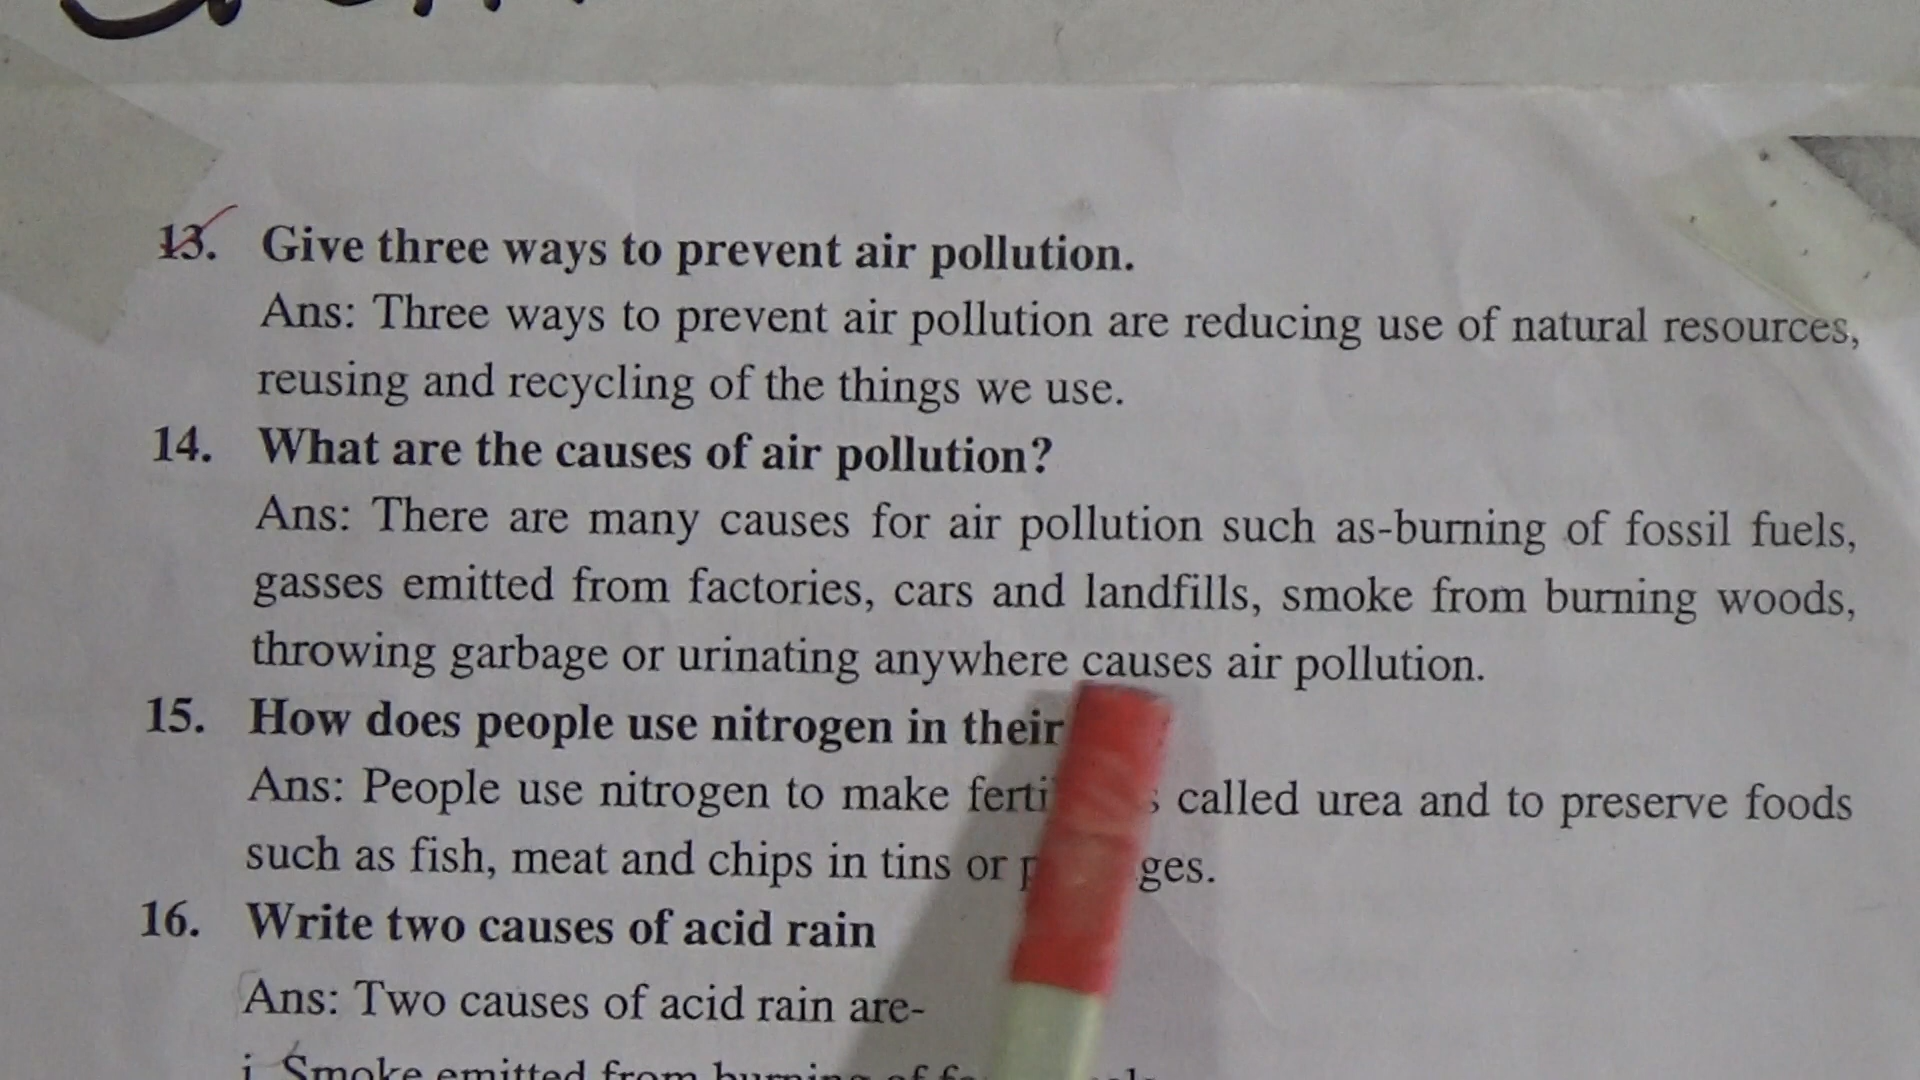 13. Give three ways to prevent air pollution.
Ans: Three ways to prevent air pollution are reducing use of natural resources,
reusing and recycling of the things we use.
14. What are the causes of air pollution?
Ans: There are many causes for air pollution such as-burning of fossil fuels,
gasses emitted from factories, cars and landfills, smoke from burning woods,
throwing garbage or urinating anywhere causes air pollution.
15. How does people use nitrogen in their
Ans: People use nitrogen to make called urea and to preserve foods
such as fish, meat and chips in tins or
16. Write two causes of acid rain
Ans: Two causes of acid rain are-
i. Smoke emitted from burning of